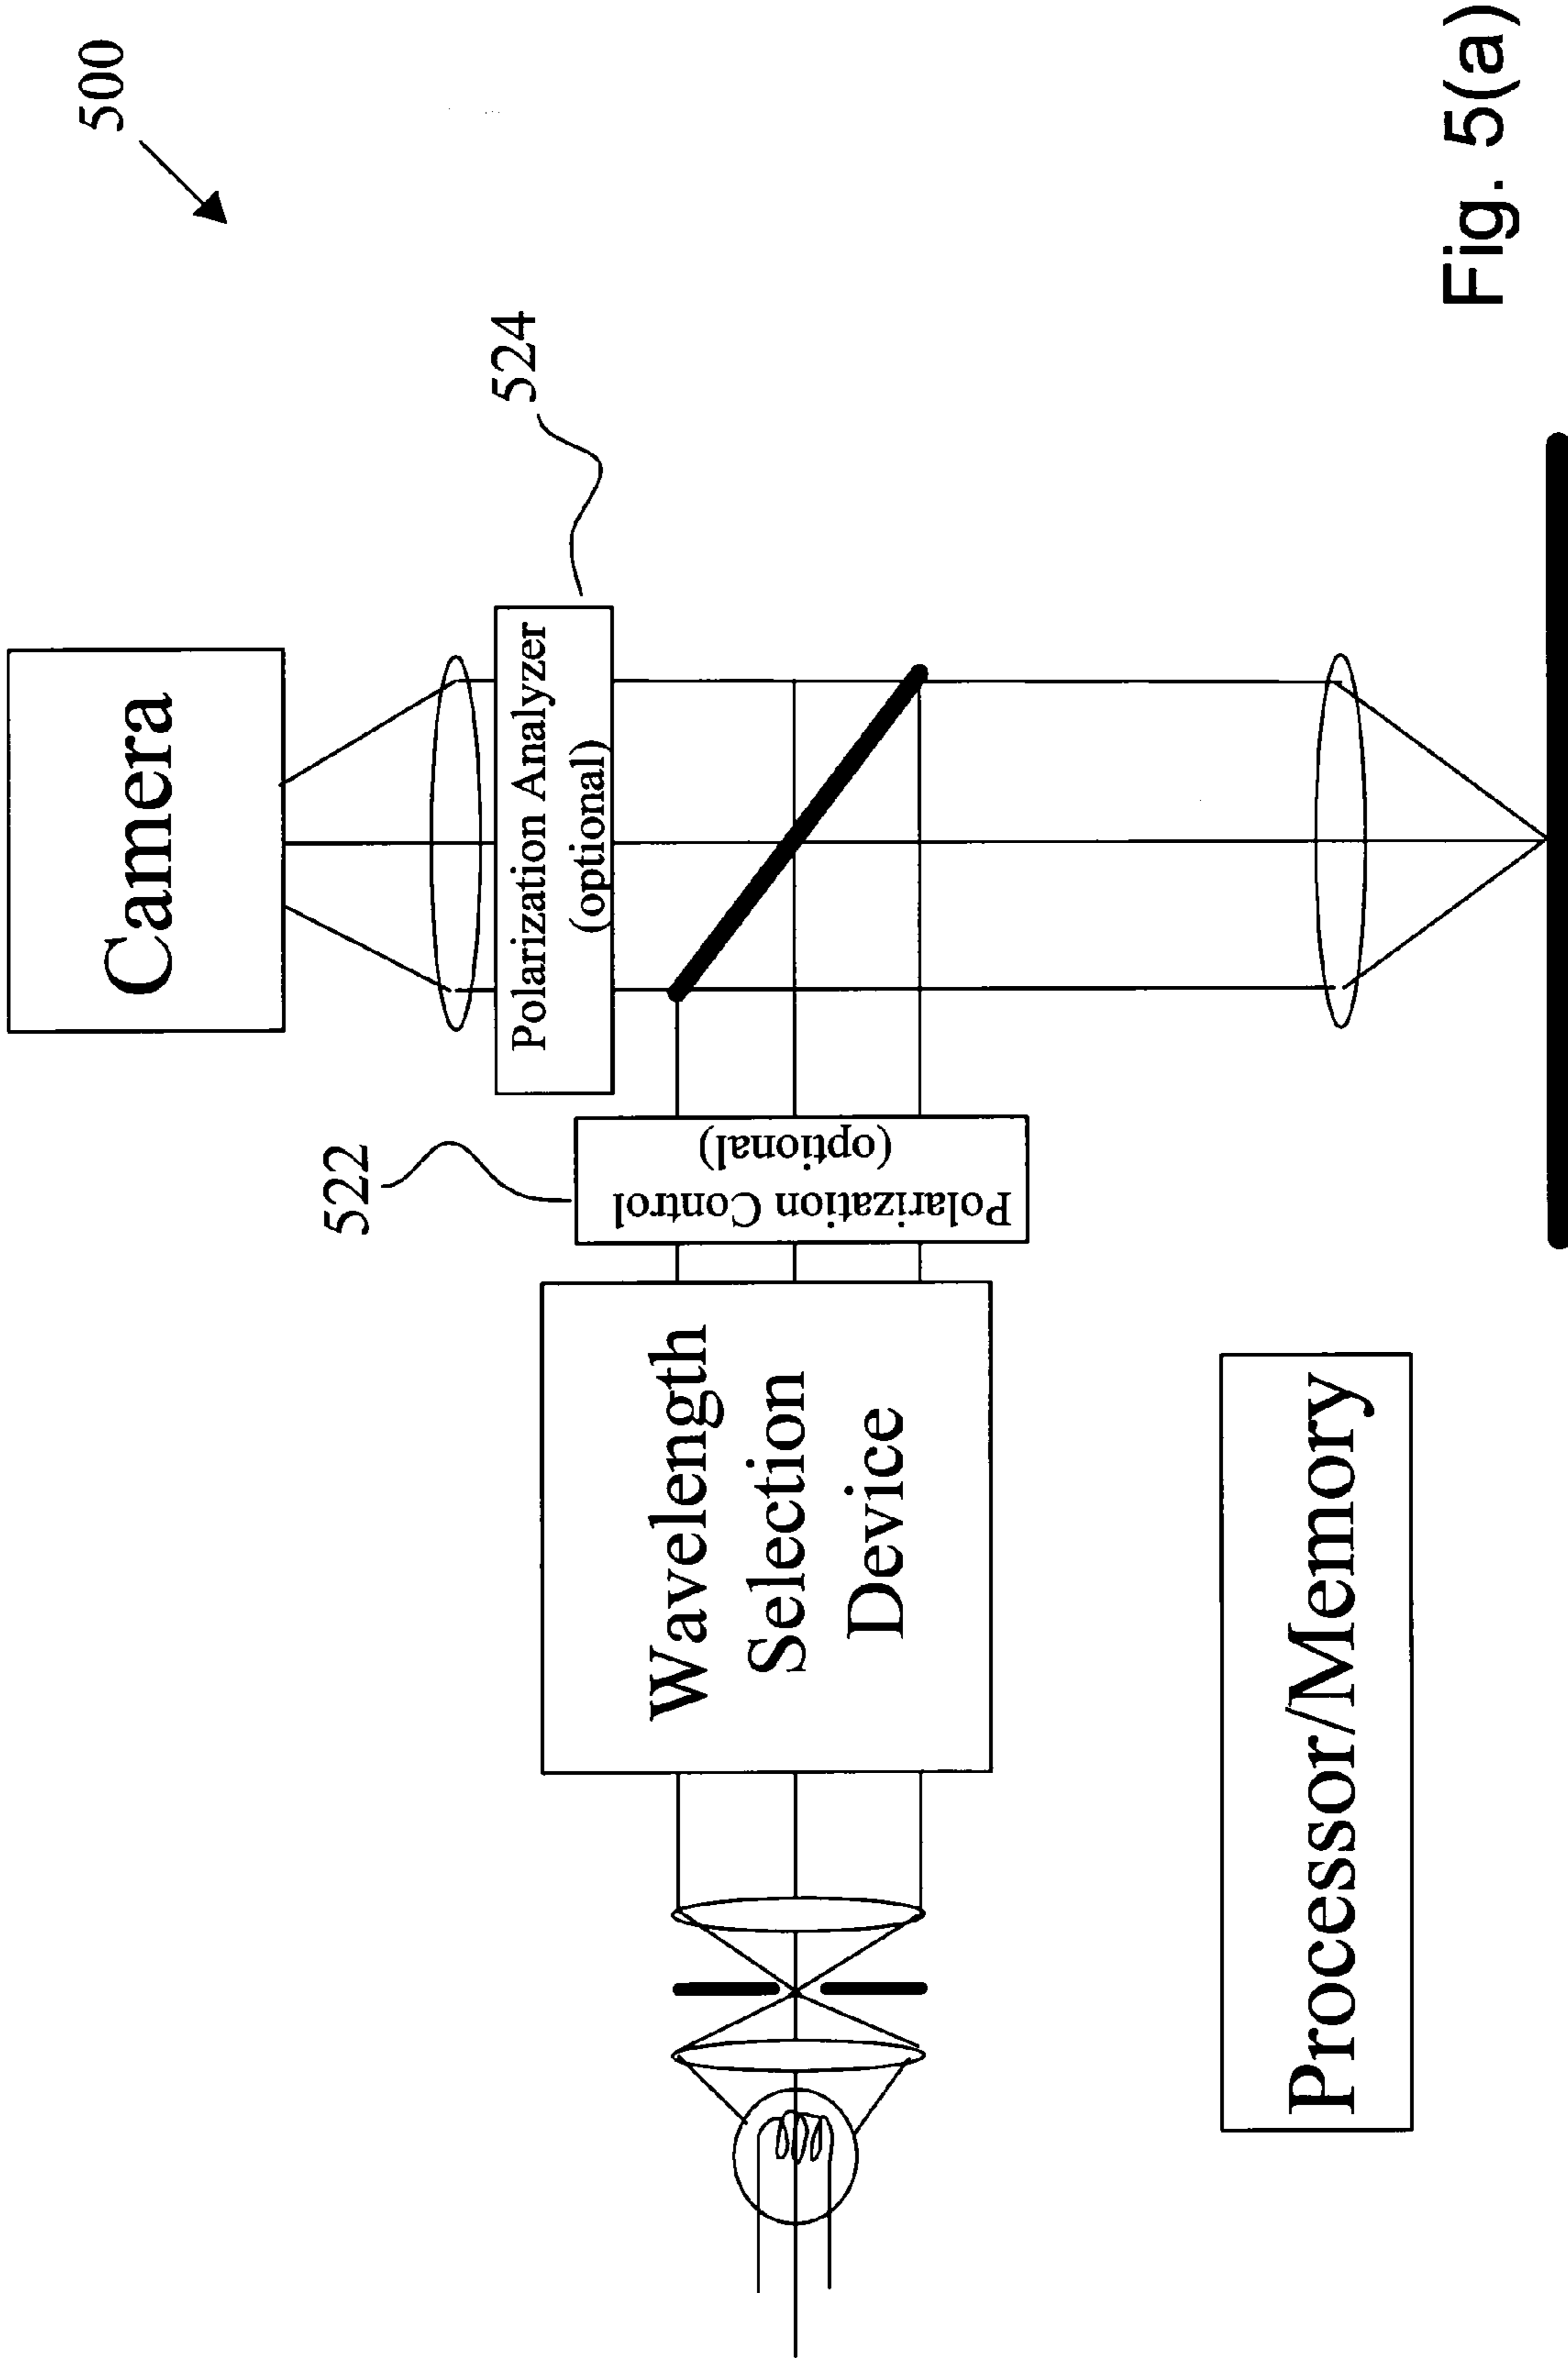 500
Camera
524
Polarization Analyzer
(optional)
522
Polarization Control
(optional)
Wavelength
Selection
Device
Processor/Memory
Fig. 5(a)